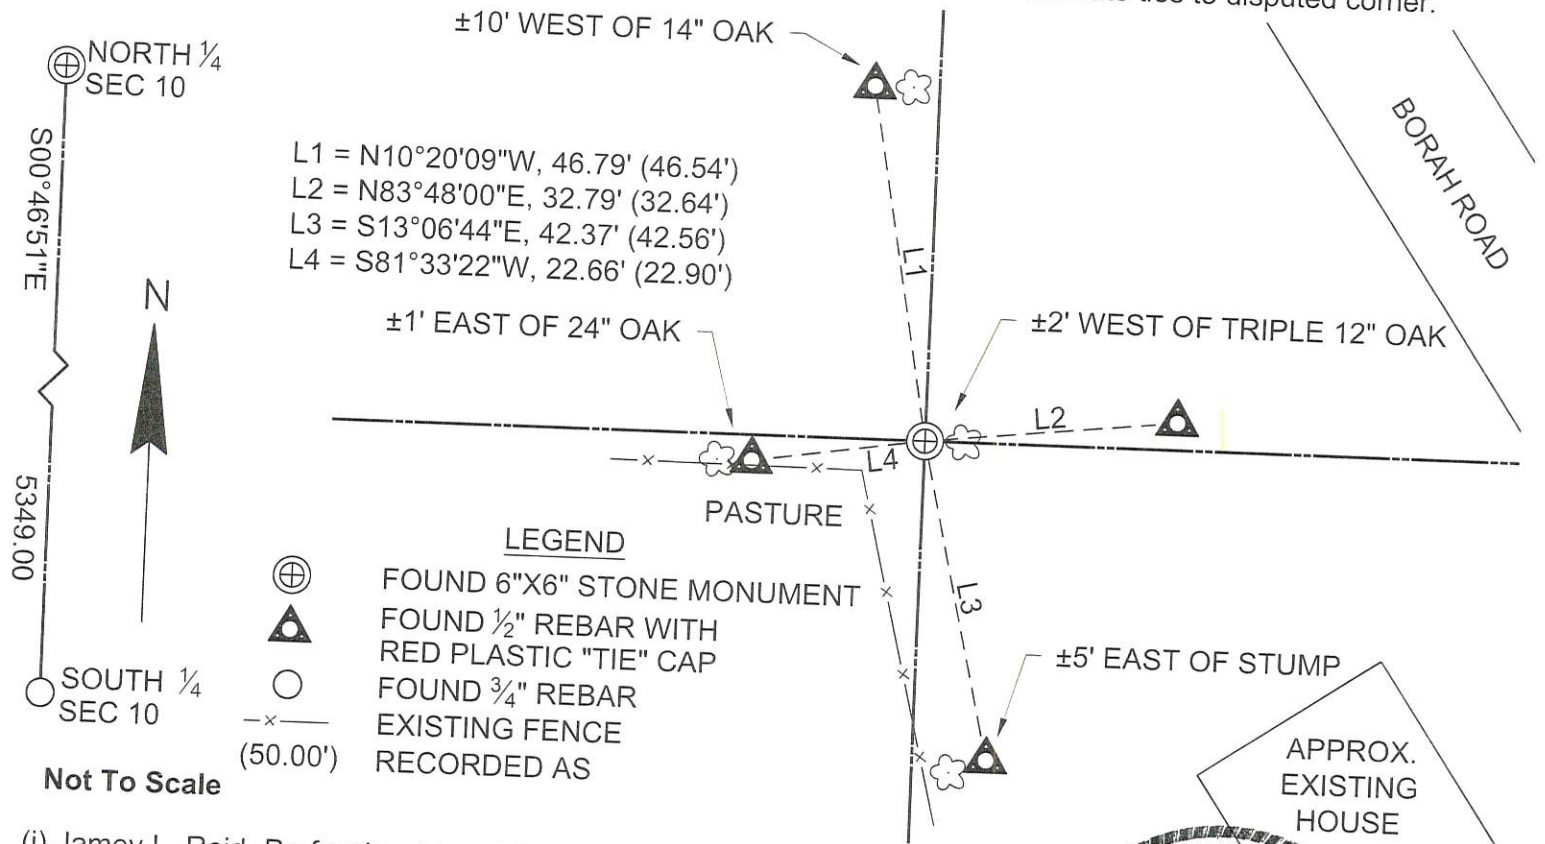 disputed corner.
±10' WEST OF 14" OAK
NORTH ¼
SEC 10
S00°46'51"E
5349.00
SOUTH ¼
SEC 10
N
L1 = N10°20'09"W, 46.79' (46.54')
L2 = N83°48'00"E, 32.79' (32.64')
L3 = S13°06'44"E, 42.37' (42.56')
L4 = S81°33'22"W, 22.66' (22.90')
BORAH ROAD
L1
±1' EAST OF 24" OAK
±2' WEST OF TRIPLE 12" OAK
L2
L4
PASTURE
L3
LEGEND
FOUND 6"X6" STONE MONUMENT
FOUND ½" REBAR WITH
RED PLASTIC "TIE" CAP
FOUND ¾" REBAR
x EXISTING FENCE
(50.00') RECORDED AS
±5' EAST OF STUMP
APPROX.
EXISTING
HOUSE
Not To Scale